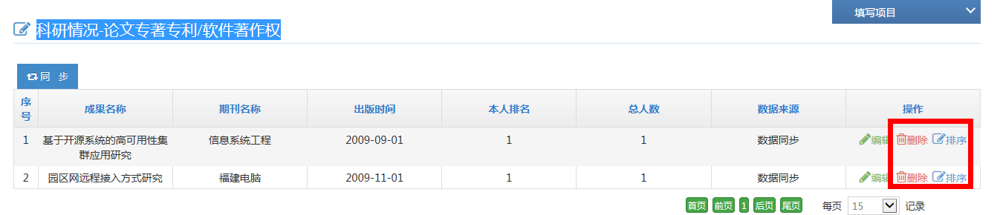 填写项目
科研情况-论文专著专利/软件著作权
同 步
序号 成果名称 期刊名称 出版时间 本人排名 总人数 数据来源 操作
1 基于开源系统的高可用性集 信息系统工程 2009-09-01 1 1 数据同步 编辑 删除 排序
群应用研究
2 园区网远程接入方式研究 福建电脑 2009-11-01 1 1 数据同步 编辑 删除 排序
首页 前页 1 后页 尾页 每页 15 记录